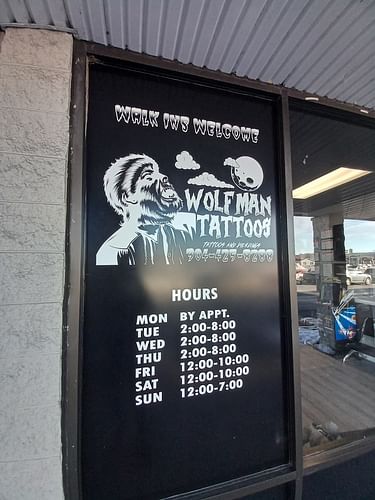 WALK INS WELCOME
WOLFMAN
TATTOOS
TATTOOS AND PIERCINGS
HOURS
MON BY APPT.
TUE 2:00-8:00
WED 2:00-8:00
THU 2:00-8:00
FRI 12:00-10:00
SAT 12:00-10:00
SUN 12:00-7:00